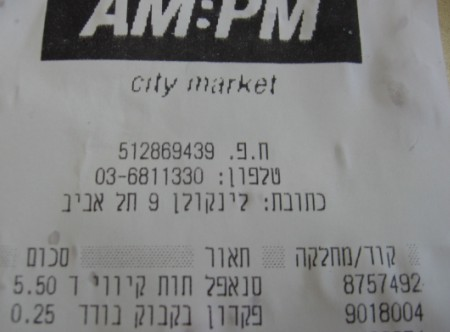 AM:PM
city market
ח.פ. 512869439
טלפון: 03-6811330
כתובת: לינקולן 9 תל אביב
קוד/מחלקה תאור סכום
8757492 סנאפל תות קיווי ד 5.50
9018004 פקדון בקבוק בודד 0.25